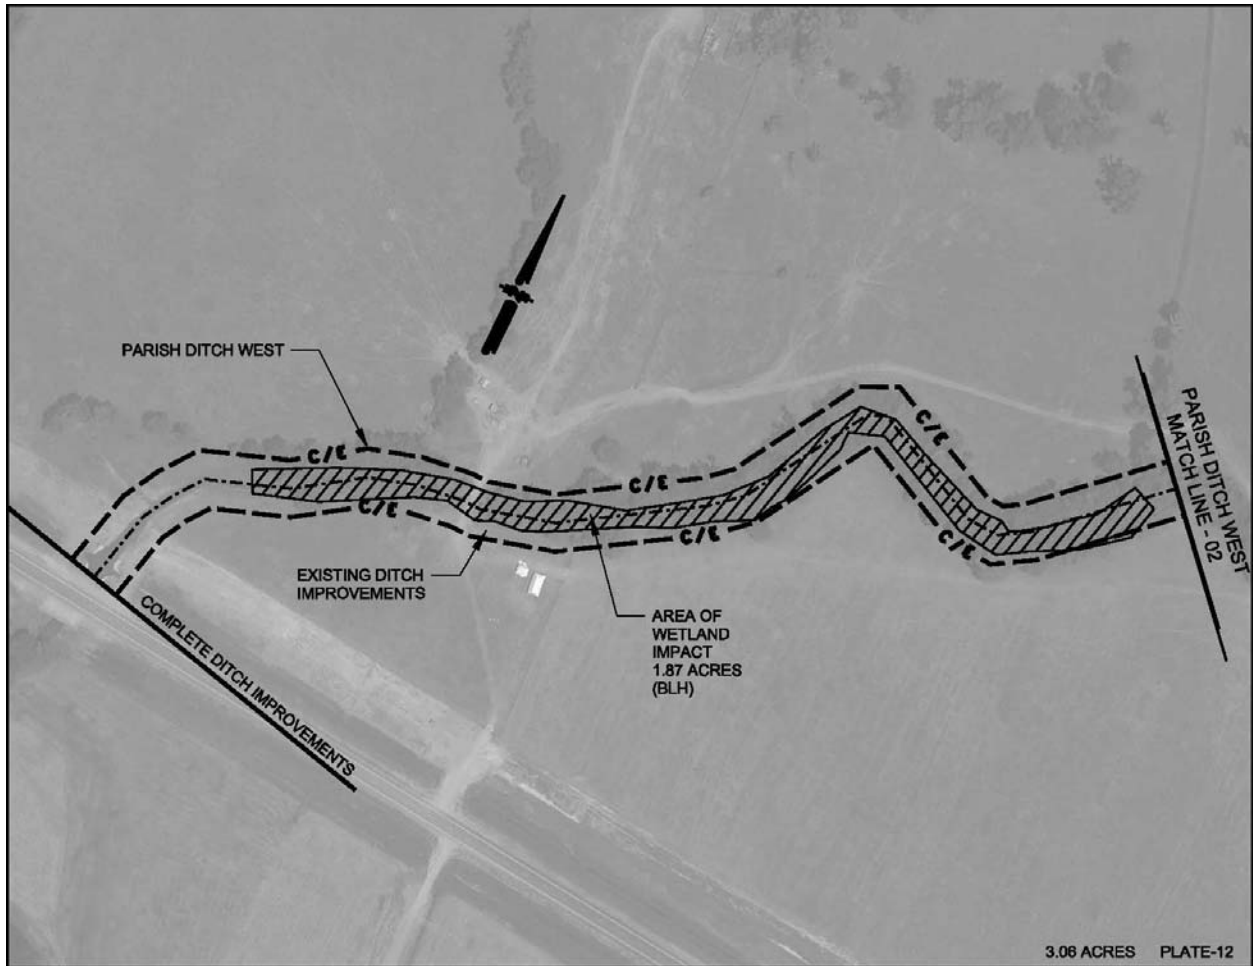 PARISH DITCH WEST
C/E
C/E
C/E
C/E
C/E
C/E
PARISH DITCH WEST
MATCH LINE - 02
EXISTING DITCH
IMPROVEMENTS
AREA OF
WETLAND
IMPACT
1.87 ACRES
(BLH)
COMPLETE DITCH IMPROVEMENTS
3.06 ACRES PLATE-12